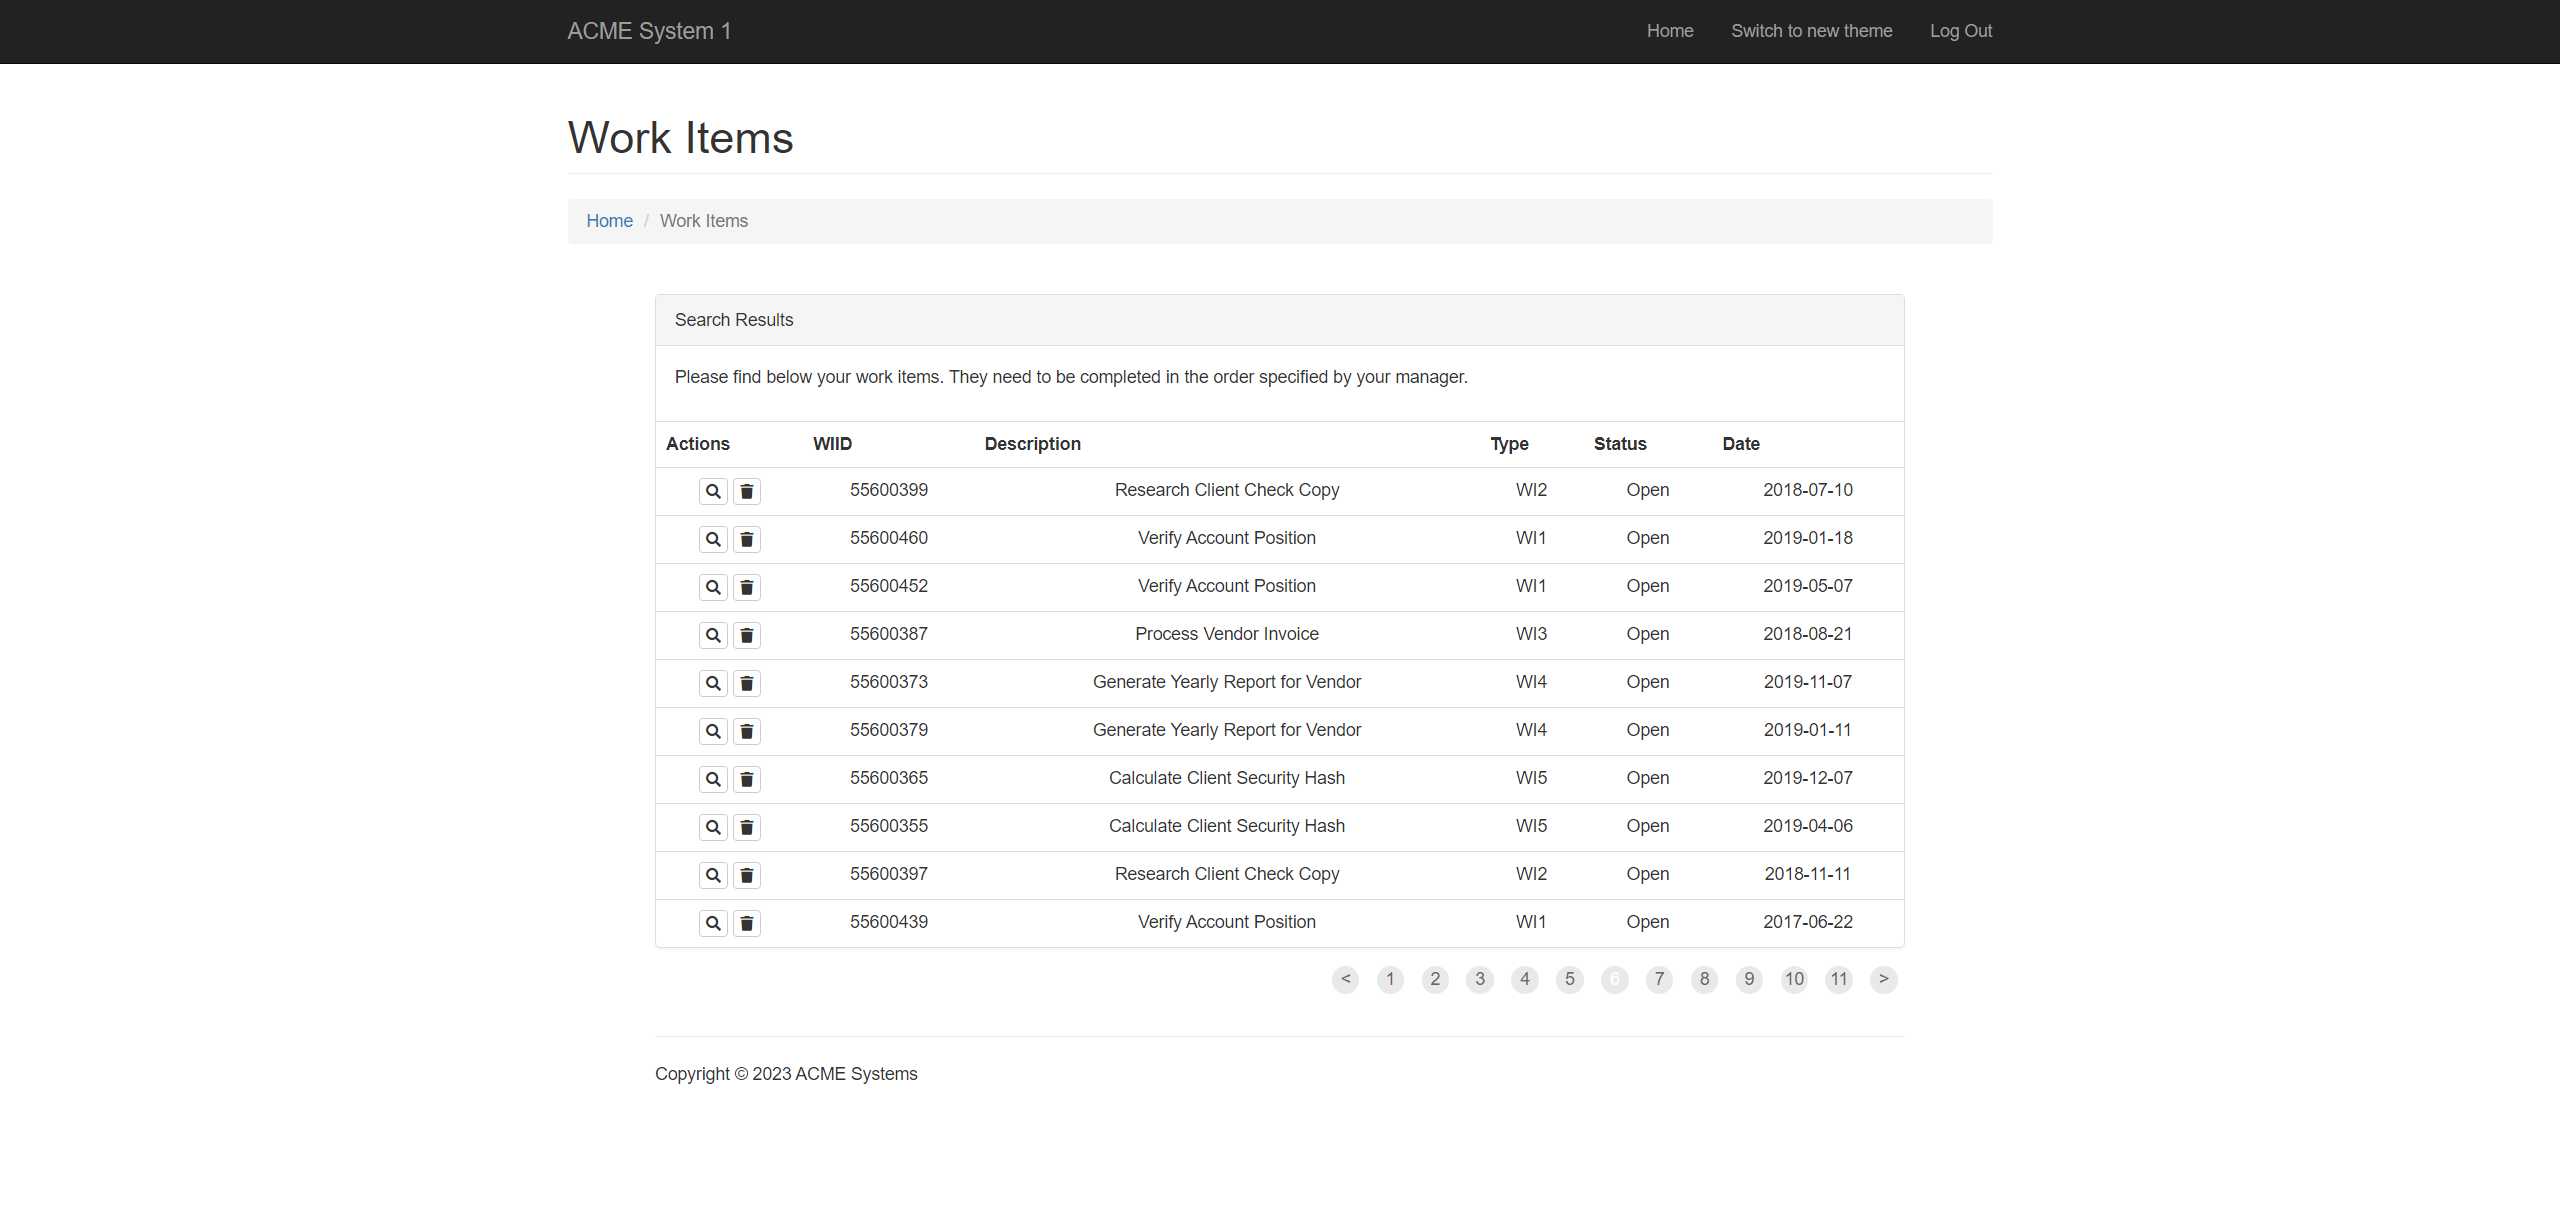 ACME System 1 Home Switch to new theme Log Out
Work Items
Home / Work Items
Search Results
Please find below your work items. They need to be completed in the order specified by your manager.
Actions WIID Description Type Status Date
55600399 Research Client Check Copy WI2 Open 2018-07-10
55600460 Verify Account Position WI1 Open 2019-01-18
55600452 Verify Account Position WI1 Open 2019-05-07
55600387 Process Vendor Invoice WI3 Open 2018-08-21
55600373 Generate Yearly Report for Vendor WI4 Open 2019-11-07
55600379 Generate Yearly Report for Vendor WI4 Open 2019-01-11
55600365 Calculate Client Security Hash WI5 Open 2019-12-07
55600355 Calculate Client Security Hash WI5 Open 2019-04-06
55600397 Research Client Check Copy WI2 Open 2018-11-11
55600439 Verify Account Position WI1 Open 2017-06-22
< 1 2 3 4 5 6 7 8 9 10 11 >
Copyright © 2023 ACME Systems